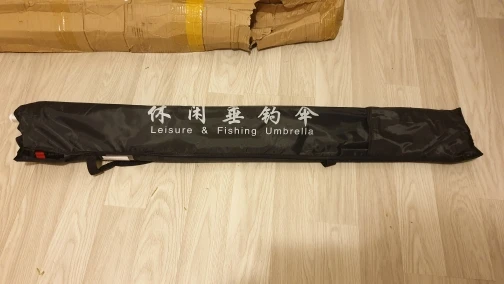 休闲垂钓伞
Leisure & Fishing Umbrella